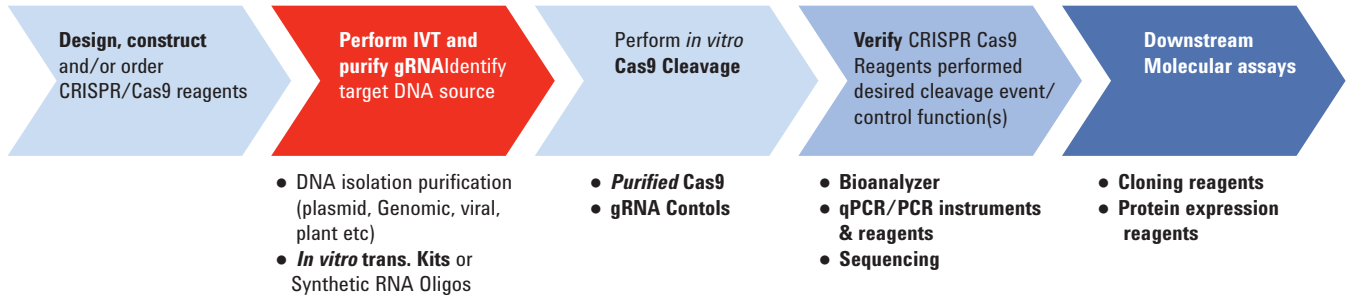 Design, construct
and/or order
CRISPR/Cas9 reagents
Perform IVT and
purify gRNAIdentify
target DNA source
Perform in vitro
Cas9 Cleavage
Verify CRISPR Cas9
Reagents performed
desired cleavage event/
control function(s)
Downstream
Molecular assays
● DNA isolation purification
(plasmid, Genomic, viral,
plant etc)
● In vitro trans. Kits or
Synthetic RNA Oligos
● Purified Cas9
● gRNA Contols
● Bioanalyzer
● qPCR/PCR instruments
& reagents
● Sequencing
● Cloning reagents
● Protein expression
reagents